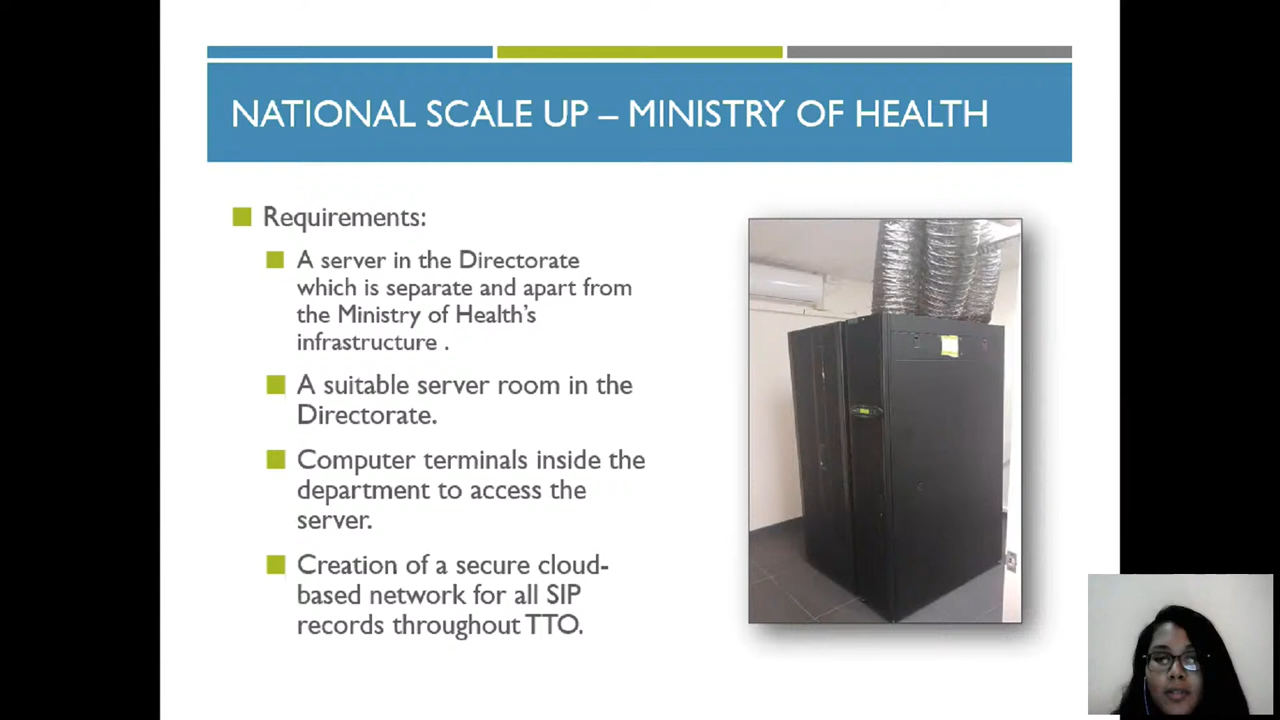 NATIONAL SCALE UP – MINISTRY OF HEALTH
Requirements:
A server in the Directorate
which is separate and apart from
the Ministry of Health’s
infrastructure .
A suitable server room in the
Directorate.
Computer terminals inside the
department to access the
server.
Creation of a secure cloud-
based network for all SIP
records throughout TTO.